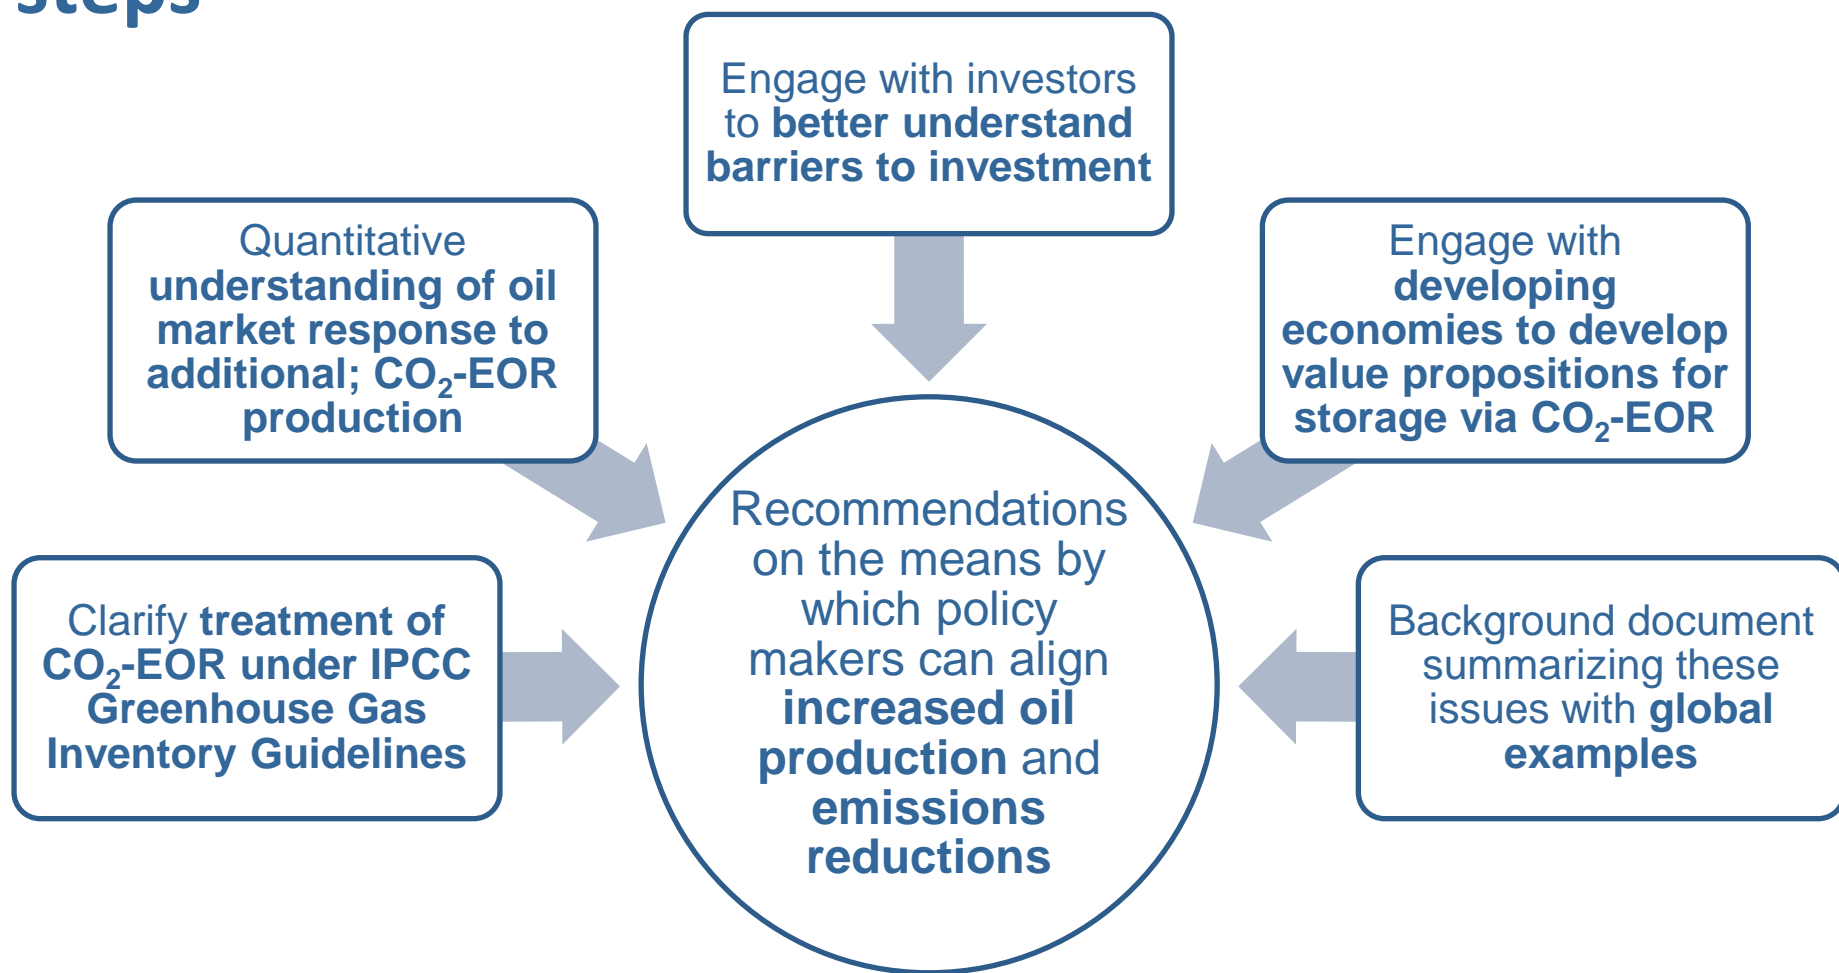 steps
Engage with investors
to better understand
barriers to investment
Quantitative
understanding of oil
market response to
additional; CO₂-EOR
production
Engage with
developing
economies to develop
value propositions for
storage via CO₂-EOR
Clarify treatment of
CO₂-EOR under IPCC
Greenhouse Gas
Inventory Guidelines
Recommendations
on the means by
which policy
makers can align
increased oil
production and
emissions
reductions
Background document
summarizing these
issues with global
examples